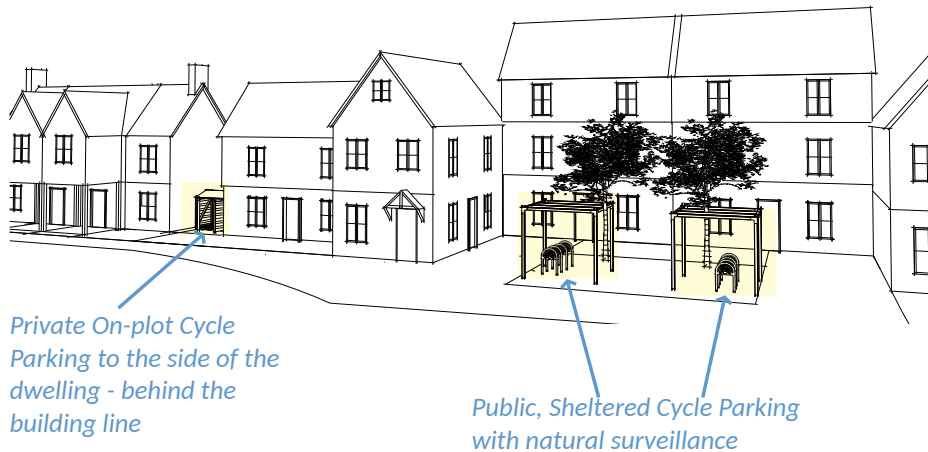 Private On-plot Cycle
Parking to the side of the
dwelling - behind the
building line
Public, Sheltered Cycle Parking
with natural surveillance